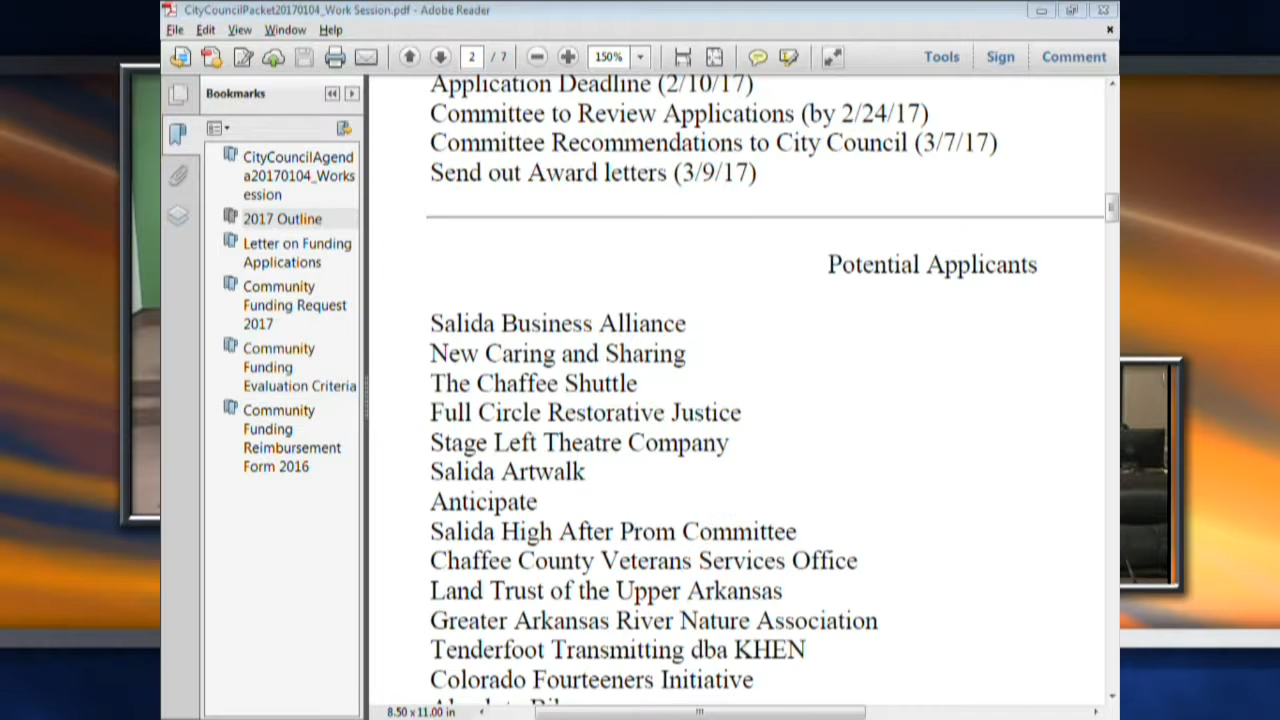 CityCouncilPacket20170104_Work Session.pdf - Adobe Reader
File Edit View Window Help
2 / 7 150% Tools Sign Comment
Bookmarks
CityCouncilAgend
a20170104_Works
ession
2017 Outline
Letter on Funding
Applications
Community
Funding Request
2017
Community
Funding
Evaluation Criteria
Community
Funding
Reimbursement
Form 2016
Application Deadline (2/10/17)
Committee to Review Applications (by 2/24/17)
Committee Recommendations to City Council (3/7/17)
Send out Award letters (3/9/17)
Potential Applicants
Salida Business Alliance
New Caring and Sharing
The Chaffee Shuttle
Full Circle Restorative Justice
Stage Left Theatre Company
Salida Artwalk
Anticipate
Salida High After Prom Committee
Chaffee County Veterans Services Office
Land Trust of the Upper Arkansas
Greater Arkansas River Nature Association
Tenderfoot Transmitting dba KHEN
Colorado Fourteeners Initiative
8.50 x 11.00 in